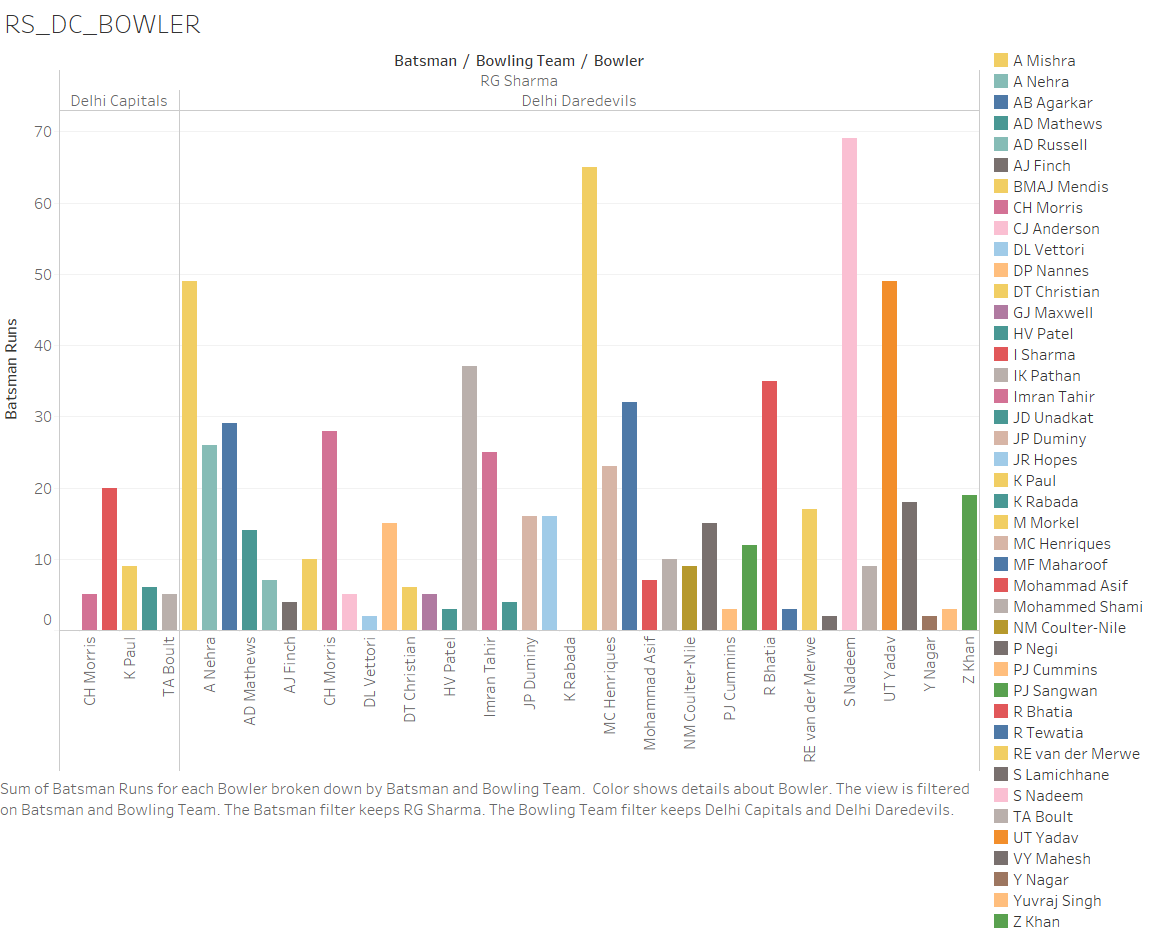 RS_DC_BOWLER
Batsman / Bowling Team / Bowler
RG Sharma
Delhi Capitals
Delhi Daredevils
Batsman Runs
70
60
50
40
30
20
10
0
CH Morris
K Paul
TA Boult
A Nehra
AD Mathews
AJ Finch
CH Morris
DL Vettori
DT Christian
HV Patel
Imran Tahir
JP Duminy
K Rabada
MC Henriques
Mohammad Asif
NM Coulter-Nile
PJ Cummins
R Bhatia
RE van der Merwe
S Nadeem
UT Yadav
Y Nagar
Z Khan
Sum of Batsman Runs for each Bowler broken down by Batsman and Bowling Team. Color shows details about Bowler. The view is filtered
on Batsman and Bowling Team. The Batsman filter keeps RG Sharma. The Bowling Team filter keeps Delhi Capitals and Delhi Daredevils.
A Mishra
A Nehra
AB Agarkar
AD Mathews
AD Russell
AJ Finch
BMAJ Mendis
CH Morris
CJ Anderson
DL Vettori
DP Nannes
DT Christian
GJ Maxwell
HV Patel
I Sharma
IK Pathan
Imran Tahir
JD Unadkat
JP Duminy
JR Hopes
K Paul
K Rabada
M Morkel
MC Henriques
MF Maharoof
Mohammad Asif
Mohammed Shami
NM Coulter-Nile
P Negi
PJ Cummins
PJ Sangwan
R Bhatia
R Tewatia
RE van der Merwe
S Lamichhane
S Nadeem
TA Boult
UT Yadav
VY Mahesh
Y Nagar
Yuvraj Singh
Z Khan